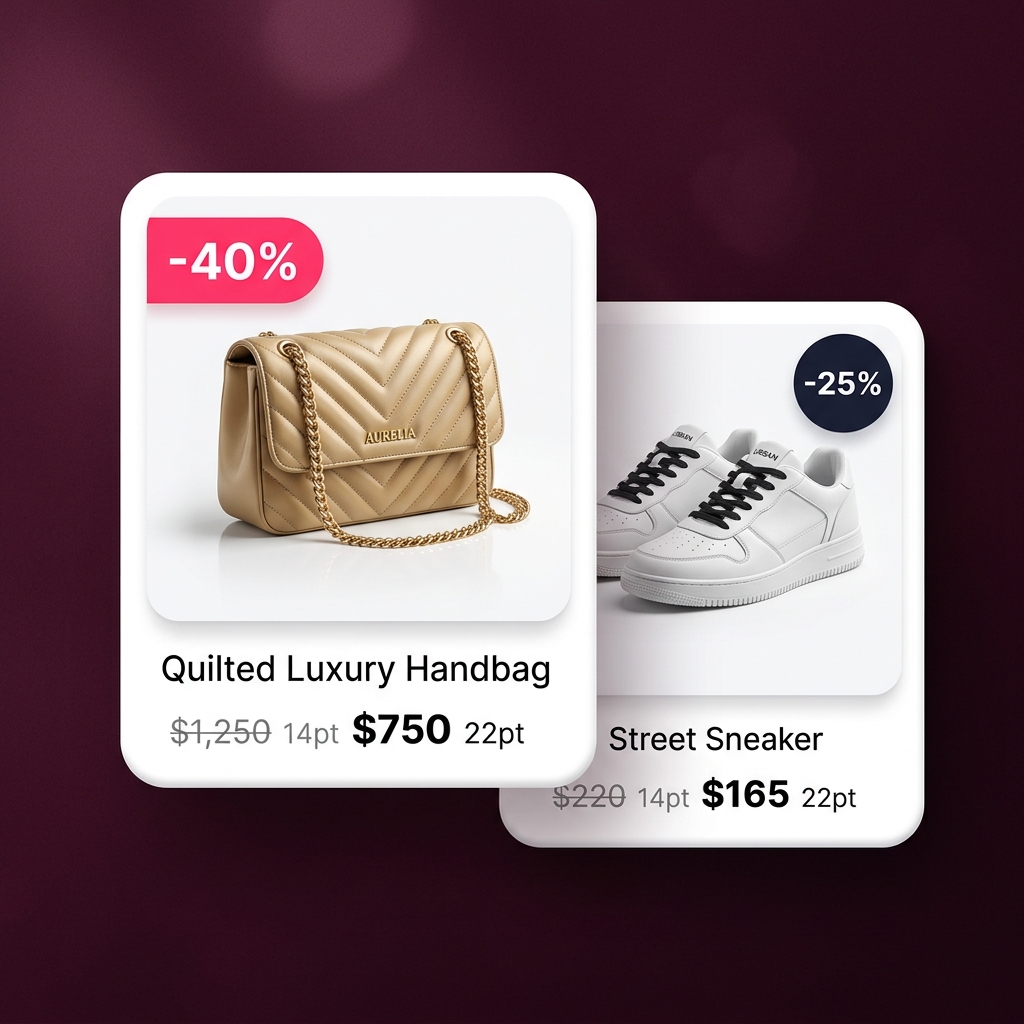 -40%
AURELIA
Quilted Luxury Handbag
$1,250 14pt $750 22pt
-25%
Street Sneaker
$220 14pt $165 22pt